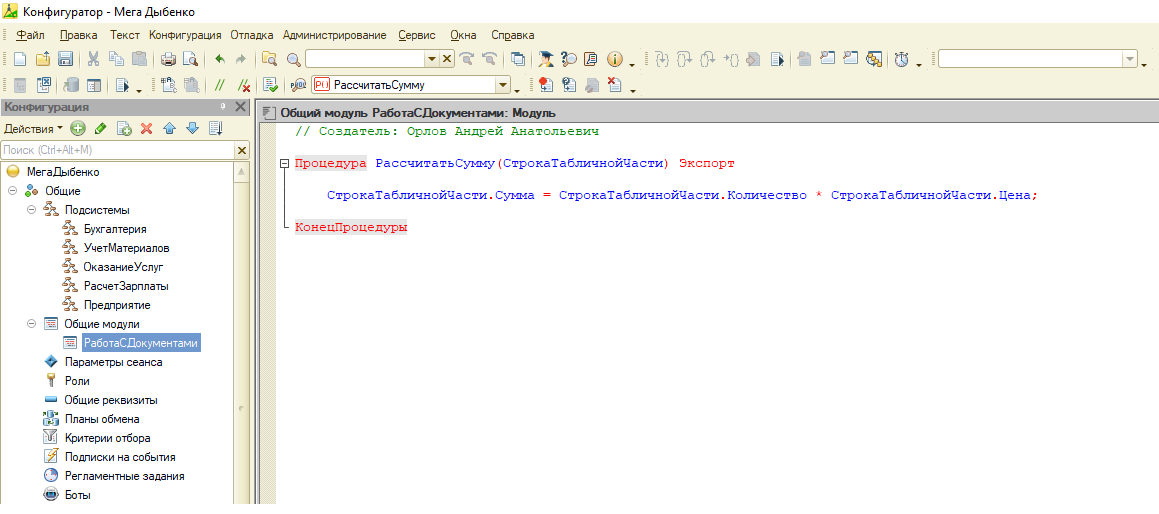 Конфигуратор - Мега Дыбенко
Файл Правка Текст Конфигурация Отладка Администрирование Сервис Окна Справка
РассчитатьСумму
Конфигурация
Действия
Поиск (Ctrl+Alt+M)
МегаДыбенко
Общие
Подсистемы
Бухгалтерия
УчетМатериалов
ОказаниеУслуг
РасчетЗарплаты
Предприятие
Общие модули
РаботаСДокументами
Параметры сеанса
Роли
Общие реквизиты
Планы обмена
Критерии отбора
Подписки на события
Регламентные задания
Боты
Общий модуль РаботаСДокументами: Модуль
// Создатель: Орлов Андрей Анатольевич
Процедура РассчитатьСумму(СтрокаТабличнойЧасти) Экспорт
СтрокаТабличнойЧасти.Сумма = СтрокаТабличнойЧасти.Количество * СтрокаТабличнойЧасти.Цена;
КонецПроцедуры